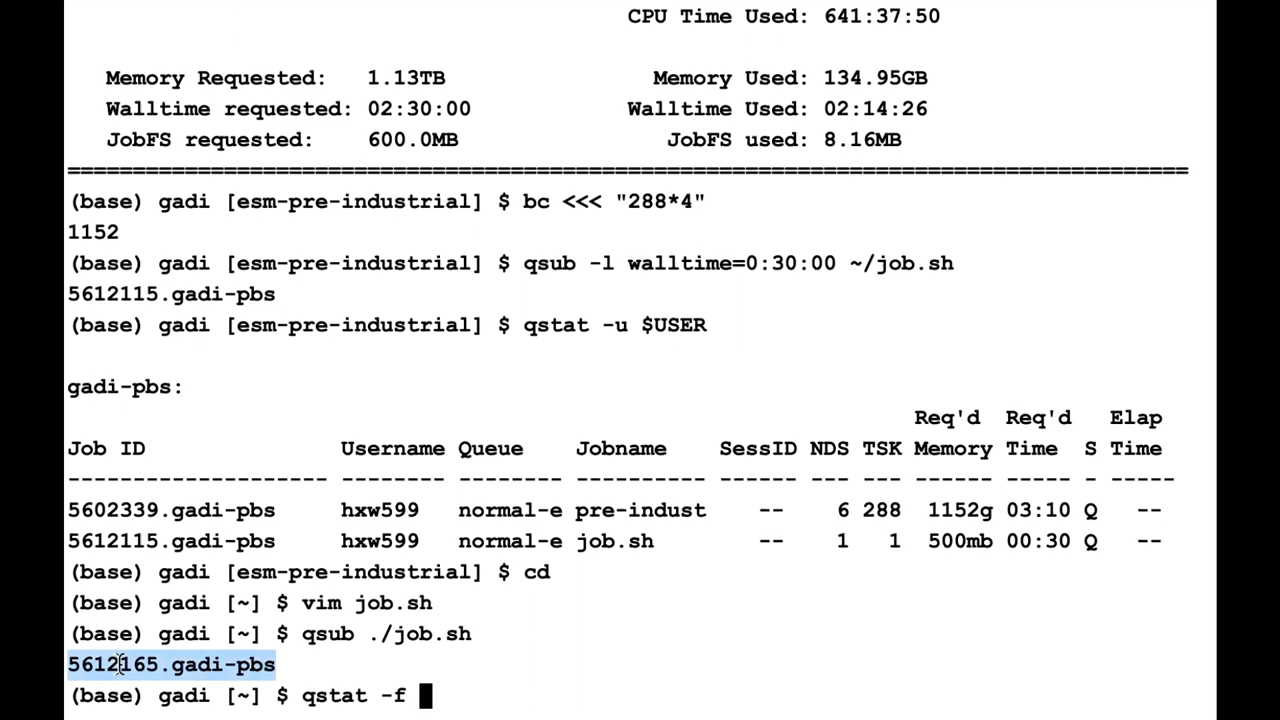 CPU Time Used: 641:37:50
Memory Requested: 1.13TB Memory Used: 134.95GB
Walltime requested: 02:30:00 Walltime Used: 02:14:26
JobFS requested: 600.0MB JobFS used: 8.16MB
======================================================================================
(base) gadi [esm-pre-industrial] $ bc <<< "288*4"
1152
(base) gadi [esm-pre-industrial] $ qsub -l walltime=0:30:00 ~/job.sh
5612115.gadi-pbs
(base) gadi [esm-pre-industrial] $ qstat -u $USER
gadi-pbs:
Req'd Req'd Elap
Job ID Username Queue Jobname SessID NDS TSK Memory Time S Time
-------------------- -------- -------- ---------- ------ --- --- ------ ----- - -----
5602339.gadi-pbs hxw599 normal-e pre-indust -- 6 288 1152g 03:10 Q --
5612115.gadi-pbs hxw599 normal-e job.sh -- 1 1 500mb 00:30 Q --
(base) gadi [esm-pre-industrial] $ cd
(base) gadi [~] $ vim job.sh
(base) gadi [~] $ qsub ./job.sh
5612165.gadi-pbs
(base) gadi [~] $ qstat -f